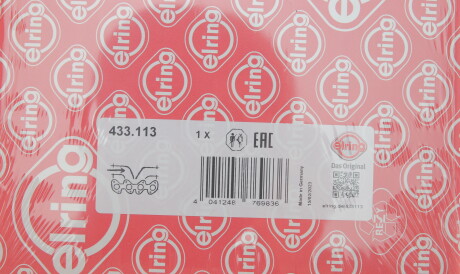 433.113
1 X
EAC
elring
Das Original
Made in Germany
4 041248 769836
elring